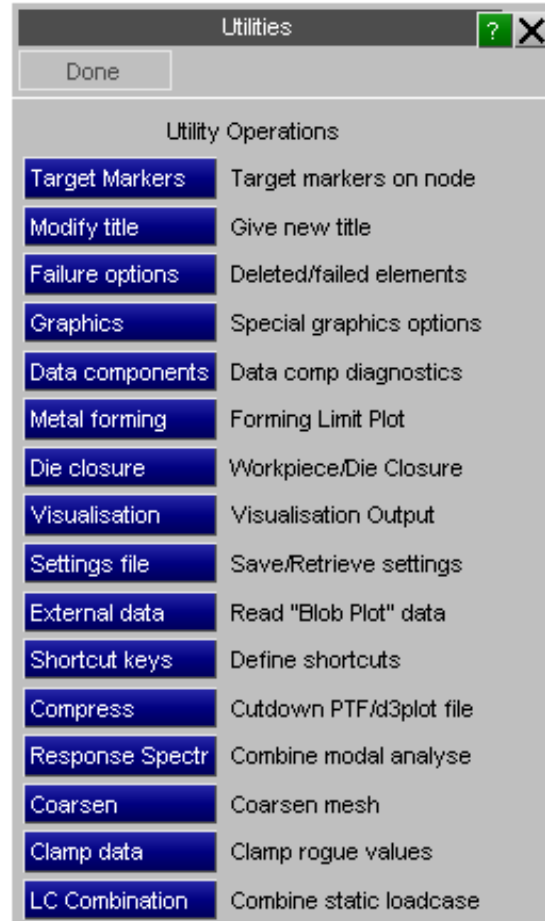 Utilities ?
Done
Utility Operations
Target Markers Target markers on node
Modify title Give new title
Failure options Deleted/failed elements
Graphics Special graphics options
Data components Data comp diagnostics
Metal forming Forming Limit Plot
Die closure Workpiece/Die Closure
Visualisation Visualisation Output
Settings file Save/Retrieve settings
External data Read "Blob Plot" data
Shortcut keys Define shortcuts
Compress Cutdown PTF/d3plot file
Response Spectr Combine modal analyse
Coarsen Coarsen mesh
Clamp data Clamp rogue values
LC Combination Combine static loadcase